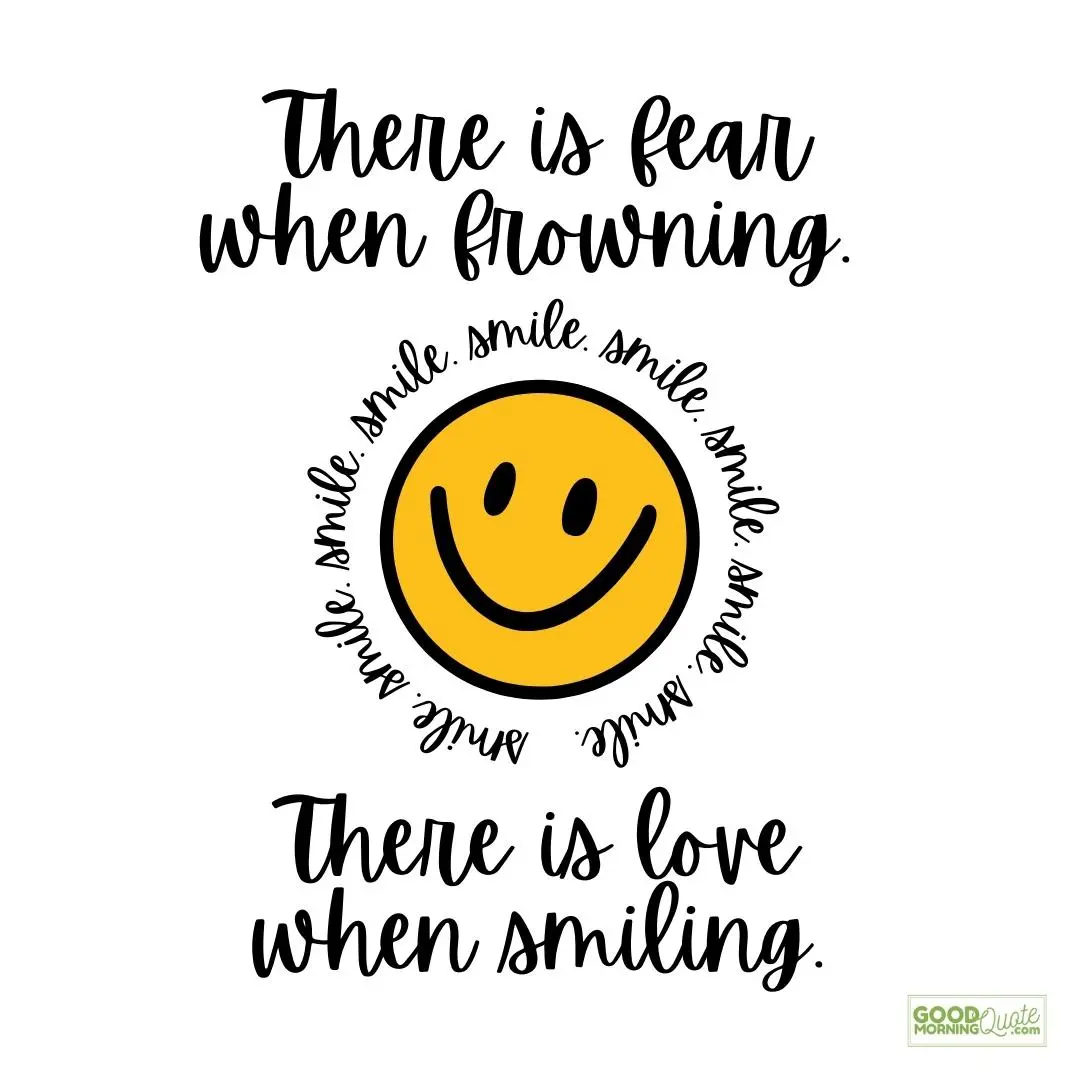 There is fear
when frowning.
smile. smile. smile. smile. smile. smile. smile. smile. smile.
There is love
when smiling.
GOOD
MORNING Quote
.com